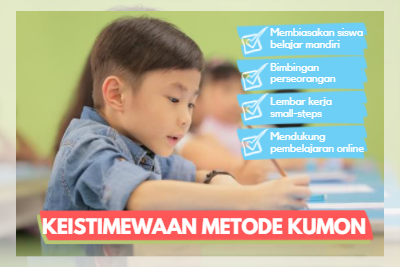 Membiasakan siswa
belajar mandiri
Bimbingan
perseorangan
Lembar kerja
small-steps
Mendukung
pembelajaran online
KEISTIMEWAAN METODE KUMON